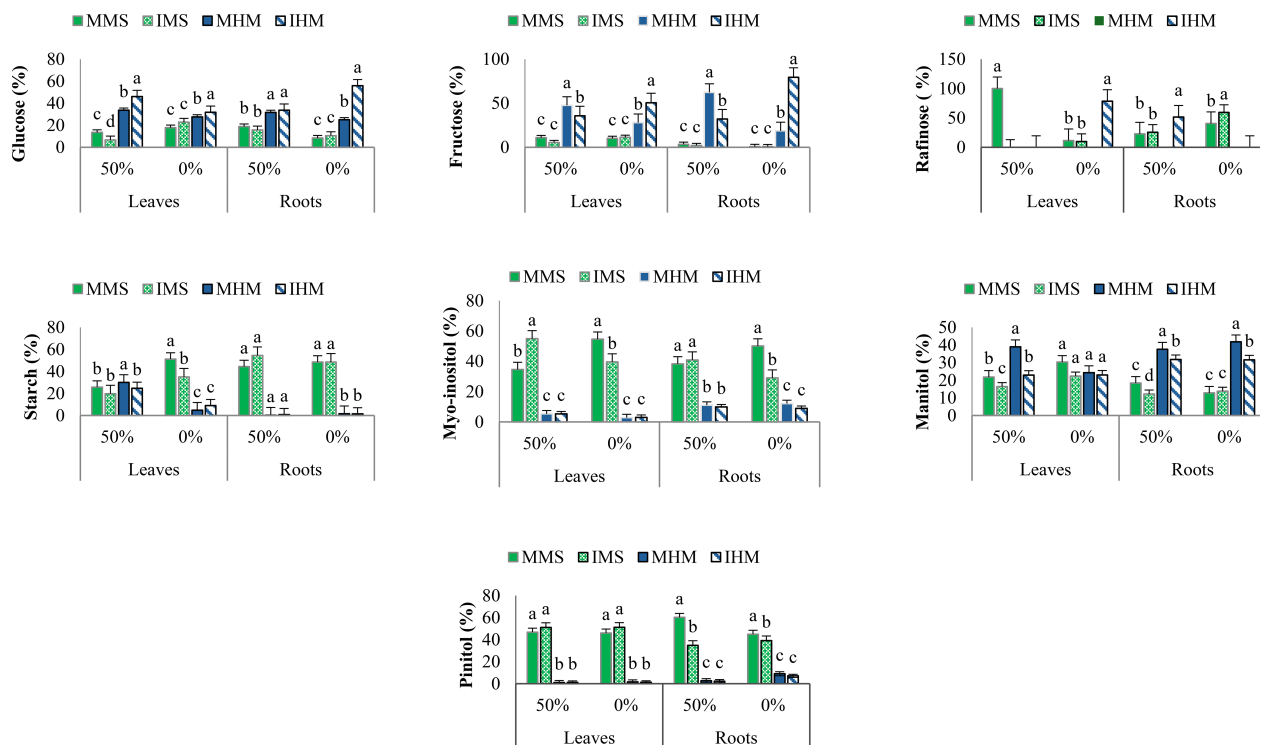 MMS IMS MHM IHM
Glucose (%)
80
60
40
20
0
c d b a c c b a b b a a c c b a
50% 0% 50% 0%
Leaves Roots
MMS IMS MHM IHM
Fructose (%)
100
50
0
c c a b c c b a c c a b c c b a
50% 0% 50% 0%
Leaves Roots
MMS IMS MHM IHM
Rafinose ( %)
150
100
50
0
a b b a b b a b a
50% 0% 50% 0%
Leaves Roots
MMS IMS MHM IHM
Starch (%)
80
60
40
20
0
b b a b a b c c a a a a a a b b
50% 0% 50% 0%
Leaves Roots
MMS IMS MHM IHM
Myo-inositol (%)
80
60
40
20
0
b a c c a b c c a a b b a b c c
50% 0% 50% 0%
Leaves Roots
MMS IMS MHM IHM
Manitol (%)
50
40
30
20
10
0
b c a b a a a a c d a b c c a b
50% 0% 50% 0%
Leaves Roots
MMS IMS MHM IHM
Pinitol (%)
80
60
40
20
0
a a b b a a b b a b c c a b c c
50% 0% 50% 0%
Leaves Roots